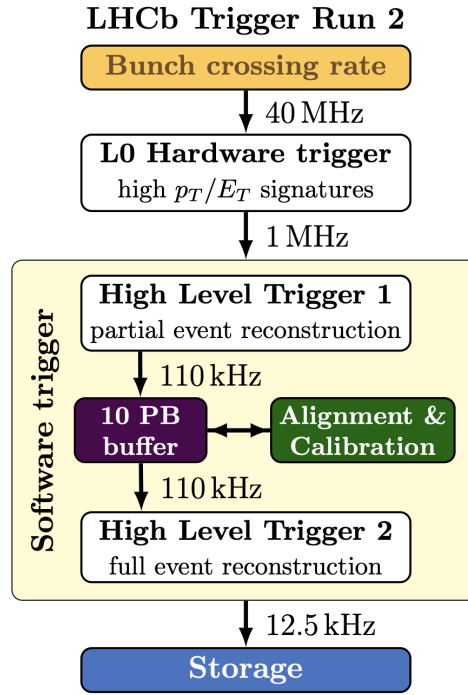 LHCb Trigger Run 2
Bunch crossing rate
40 MHz
L0 Hardware trigger
high p_T/E_T signatures
1 MHz
Software trigger
High Level Trigger 1
partial event reconstruction
110 kHz
10 PB
buffer
Alignment &
Calibration
110 kHz
High Level Trigger 2
full event reconstruction
12.5 kHz
Storage